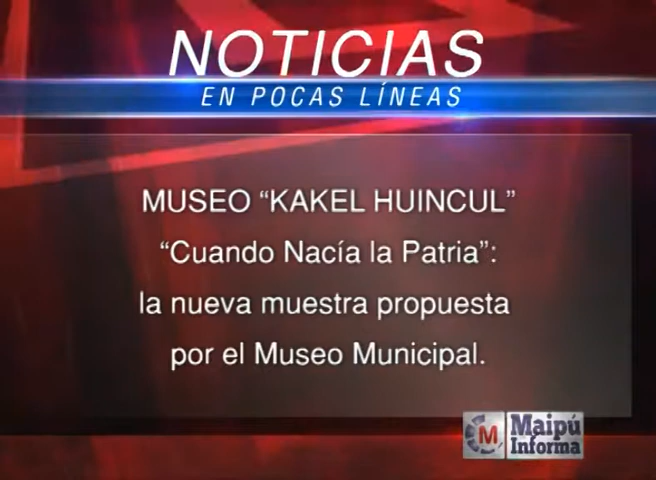 NOTICIAS
EN POCAS LÍNEAS
MUSEO “KAKEL HUINCUL”
“Cuando Nacía la Patria”:
la nueva muestra propuesta
por el Museo Municipal.
M Maipú
Informa